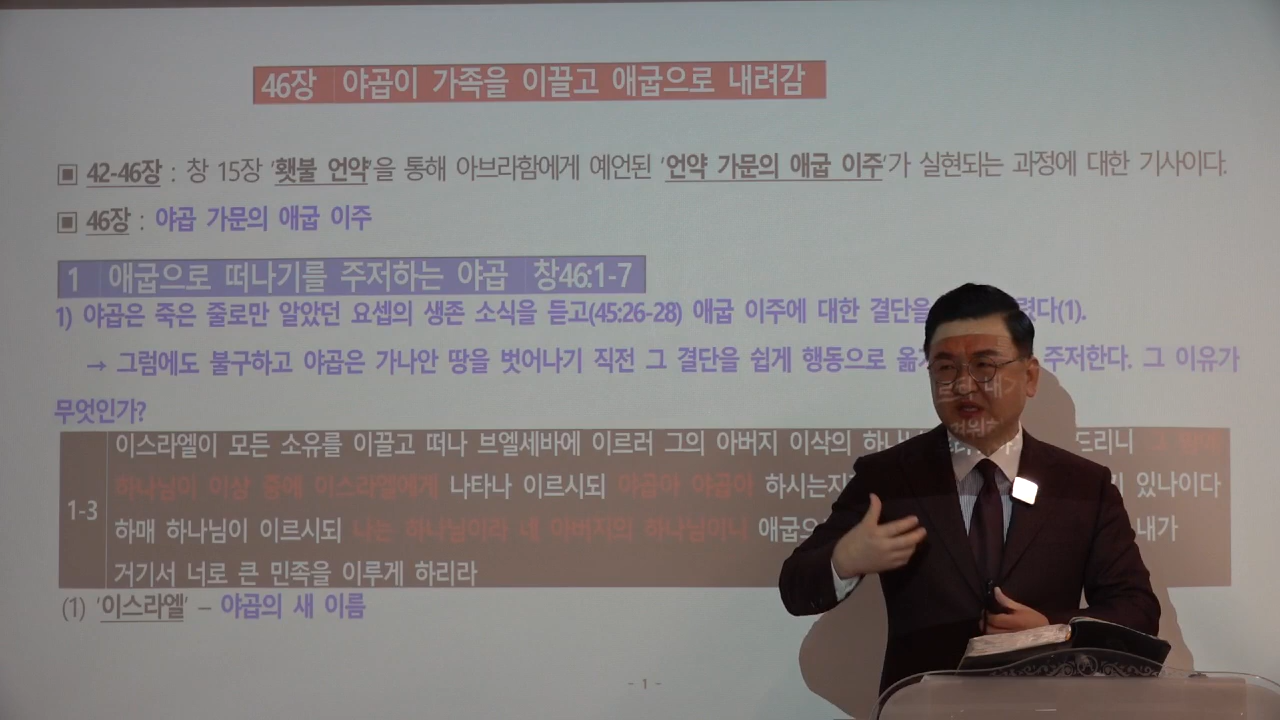 46장 야곱이 가족을 이끌고 애굽으로 내려감
▣ 42-46장 : 창 15장 '횃불 언약'을 통해 아브라함에게 예언된 '언약 가문의 애굽 이주'가 실현되는 과정에 대한 기사이다.
▣ 46장 : 야곱 가문의 애굽 이주
1 애굽으로 떠나기를 주저하는 야곱 창46:1-7
1) 야곱은 죽은 줄로만 알았던 요셉의 생존 소식을 듣고(45:26-28) 애굽 이주에 대한 결단을 렸다(1).
→ 그럼에도 불구하고 야곱은 가나안 땅을 벗어나기 직전 그 결단을 쉽게 행동으로 주저한다. 그 이유가
무엇인가?
이스라엘이 모든 소유를 이끌고 떠나 브엘세바에 이르러 그의 아버지 이삭의 드리니
하나님이 이상 중에 이스라엘에게 나타나 이르시되 야곱아 야곱아 하시는지라 있나이다
1-3
하매 하나님이 이르시되 나는 하나님이라 네 아버지의 하나님이니 내가
거기서 너로 큰 민족을 이루게 하리라
(1) '이스라엘' – 야곱의 새 이름
- 1 -